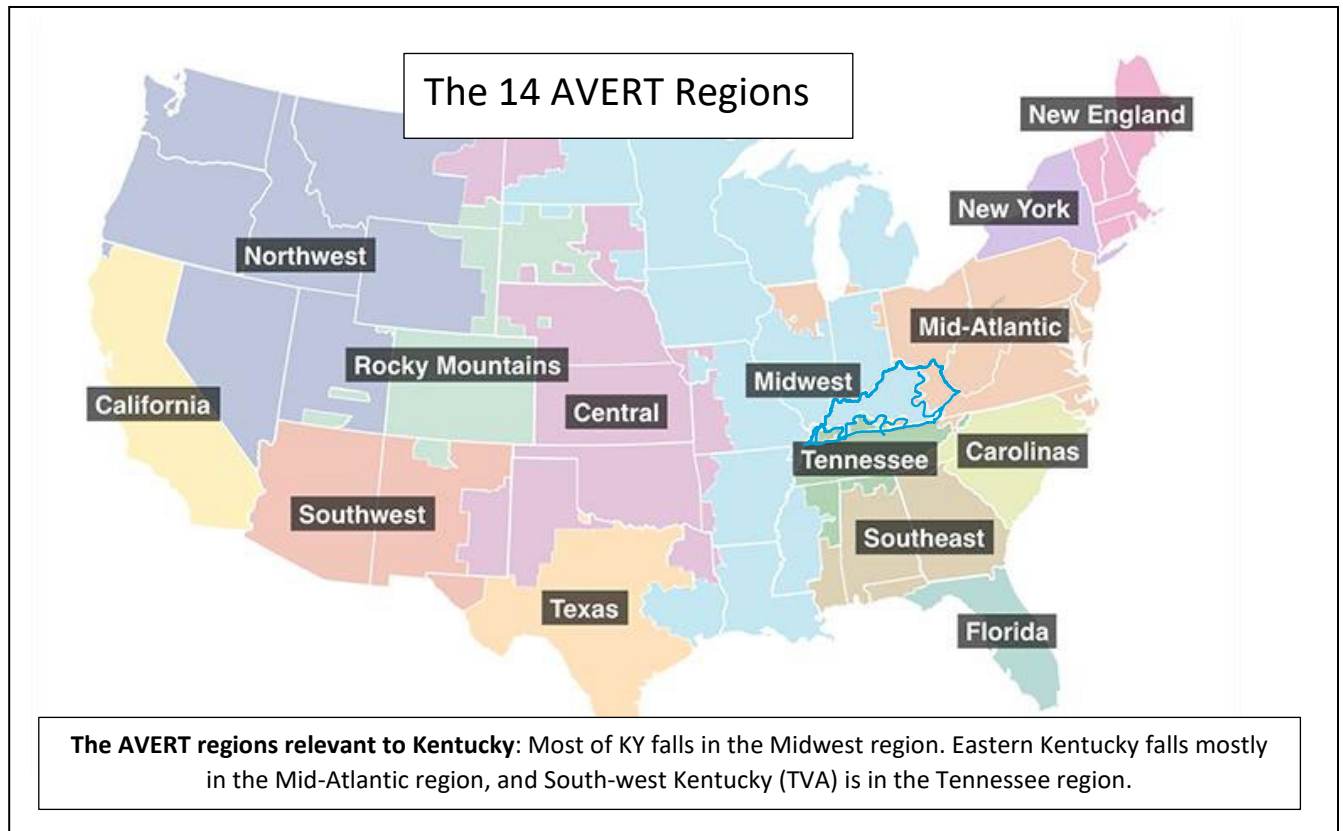 The 14 AVERT Regions
New England
New York
Northwest
Mid-Atlantic
Rocky Mountains
Midwest
California
Central
Tennessee
Carolinas
Southwest
Southeast
Texas
Florida
The AVERT regions relevant to Kentucky: Most of KY falls in the Midwest region. Eastern Kentucky falls mostly
in the Mid-Atlantic region, and South-west Kentucky (TVA) is in the Tennessee region.